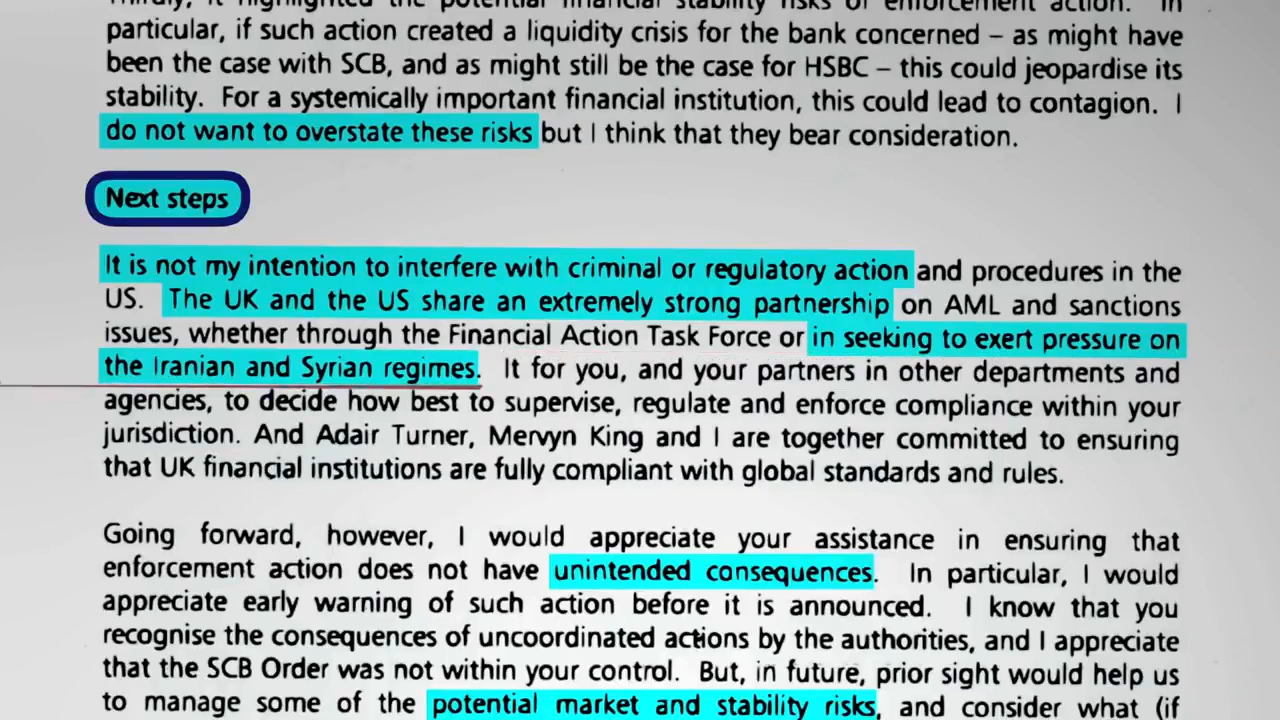 Thirdly, it highlighted the potential financial stability risks of enforcement action. In
particular, if such action created a liquidity crisis for the bank concerned – as might have
been the case with SCB, and as might still be the case for HSBC – this could jeopardise its
stability. For a systemically important financial institution, this could lead to contagion. I
do not want to overstate these risks but I think that they bear consideration.
Next steps
It is not my intention to interfere with criminal or regulatory action and procedures in the
US. The UK and the US share an extremely strong partnership on AML and sanctions
issues, whether through the Financial Action Task Force or in seeking to exert pressure on
the Iranian and Syrian regimes. It for you, and your partners in other departments and
agencies, to decide how best to supervise, regulate and enforce compliance within your
jurisdiction. And Adair Turner, Mervyn King and I are together committed to ensuring
that UK financial institutions are fully compliant with global standards and rules.
Going forward, however, I would appreciate your assistance in ensuring that
enforcement action does not have unintended consequences. In particular, I would
appreciate early warning of such action before it is announced. I know that you
recognise the consequences of uncoordinated actions by the authorities, and I appreciate
that the SCB Order was not within your control. But, in future, prior sight would help us
to manage some of the potential market and stability risks, and consider what (if